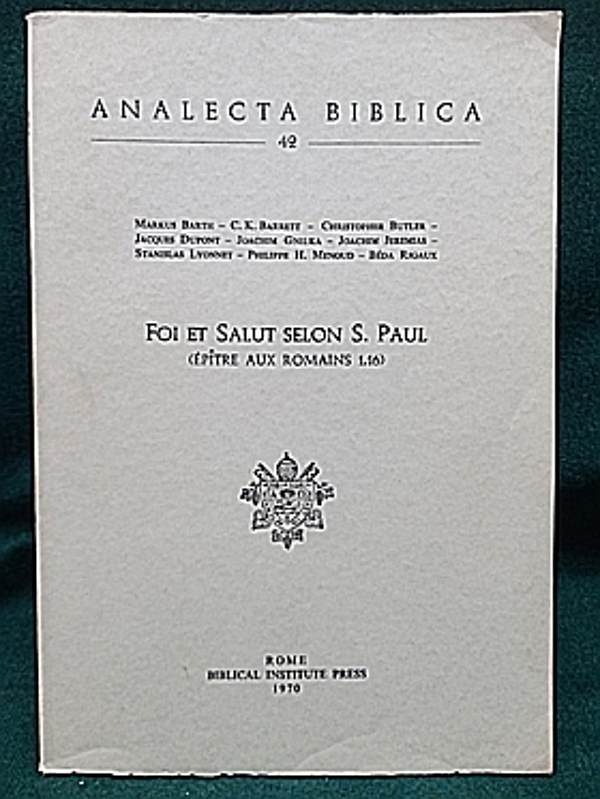 ANALECTA BIBLICA
42
MARKUS BARTH – C. K. BARRETT – CHRISTOPHER BUTLER –
JACQUES DUPONT – JOACHIM GNILKA – JOACHIM JEREMIAS –
STANISLAS LYONNET – PHILIPPE H. MENOUD – BÉDA RIGAUX
FOI ET SALUT SELON S. PAUL
(ÉPÎTRE AUX ROMAINS 1,16)
ROME
BIBLICAL INSTITUTE PRESS
1970